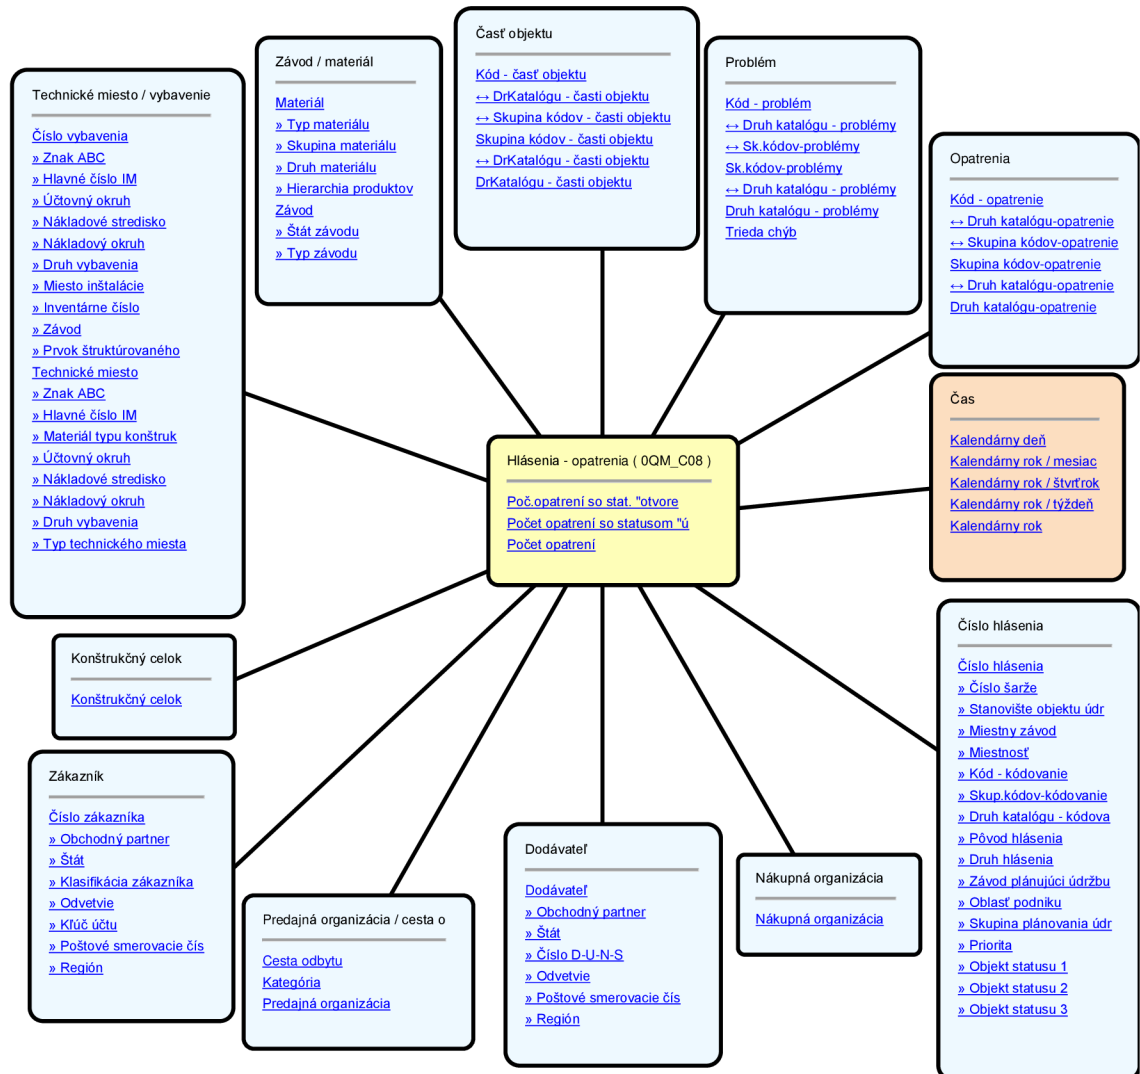 Technické miesto / vybavenie
Číslo vybavenia
» Znak ABC
» Hlavné číslo IM
» Účtovný okruh
» Nákladové stredisko
» Nákladový okruh
» Druh vybavenia
» Miesto inštalácie
» Inventárne číslo
» Závod
» Prvok štruktúrovaného
Technické miesto
» Znak ABC
» Hlavné číslo IM
» Materiál typu konštruk
» Účtovný okruh
» Nákladové stredisko
» Nákladový okruh
» Druh vybavenia
» Typ technického miesta
Závod / materiál
Materiál
» Typ materiálu
» Skupina materiálu
» Druh materiálu
» Hierarchia produktov
Závod
» Štát závodu
» Typ závodu
Časť objektu
Kód - časť objektu
↔ DrKatalógu - časti objektu
↔ Skupina kódov - časti objektu
Skupina kódov - časti objektu
↔ DrKatalógu - časti objektu
DrKatalógu - časti objektu
Problém
Kód - problém
↔ Druh katalógu - problémy
↔ Sk.kódov-problémy
Sk.kódov-problémy
↔ Druh katalógu - problémy
Druh katalógu - problémy
Trieda chýb
Opatrenia
Kód - opatrenie
↔ Druh katalógu-opatrenie
↔ Skupina kódov-opatrenie
Skupina kódov-opatrenie
↔ Druh katalógu-opatrenie
Druh katalógu-opatrenie
Čas
Kalendárny deň
Kalendárny rok / mesiac
Kalendárny rok / štvrťrok
Kalendárny rok / týždeň
Kalendárny rok
Hlásenia - opatrenia ( 0QM_C08 )
Poč.opatrení so stat. "otvore
Počet opatrení so statusom "ú
Počet opatrení
Konštrukčný celok
Konštrukčný celok
Zákazník
Číslo zákazníka
» Obchodný partner
» Štát
» Klasifikácia zákazníka
» Odvetvie
» Kľúč účtu
» Poštové smerovacie čís
» Región
Predajná organizácia / cesta o
Cesta odbytu
Kategória
Predajná organizácia
Dodávateľ
Dodávateľ
» Obchodný partner
» Štát
» Číslo D-U-N-S
» Odvetvie
» Poštové smerovacie čís
» Región
Nákupná organizácia
Nákupná organizácia
Číslo hlásenia
Číslo hlásenia
» Číslo šarže
» Stanovište objektu údr
» Miestny závod
» Miestnosť
» Kód - kódovanie
» Skup.kódov-kódovanie
» Druh katalógu - kódova
» Pôvod hlásenia
» Druh hlásenia
» Závod plánujúci údržbu
» Oblasť podniku
» Skupina plánovania údr
» Priorita
» Objekt statusu 1
» Objekt statusu 2
» Objekt statusu 3